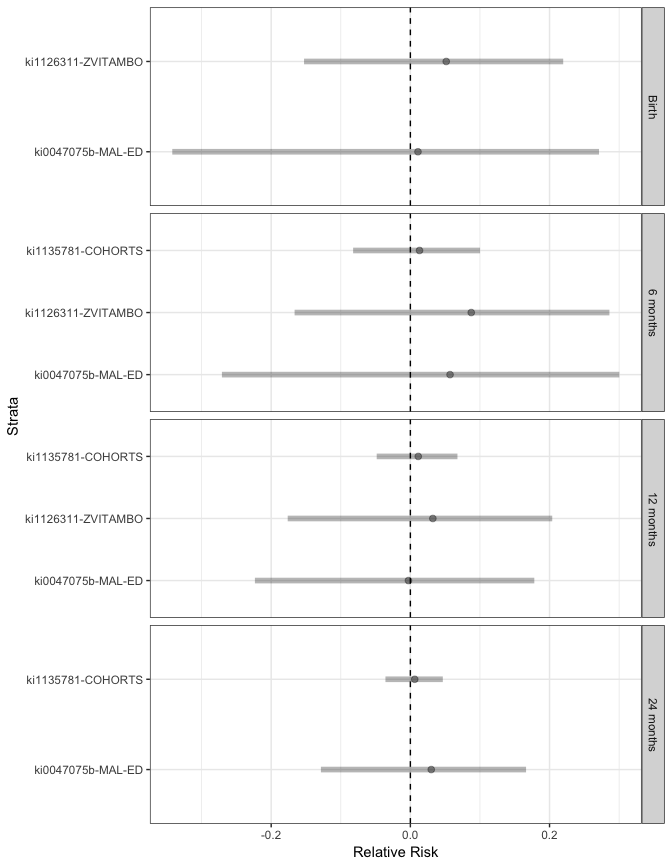 ki1126311-ZVITAMBO
ki0047075b-MAL-ED
Birth
ki1135781-COHORTS
ki1126311-ZVITAMBO
ki0047075b-MAL-ED
6 months
Strata
ki1135781-COHORTS
ki1126311-ZVITAMBO
ki0047075b-MAL-ED
12 months
ki1135781-COHORTS
ki0047075b-MAL-ED
24 months
-0.2 0.0 0.2
Relative Risk